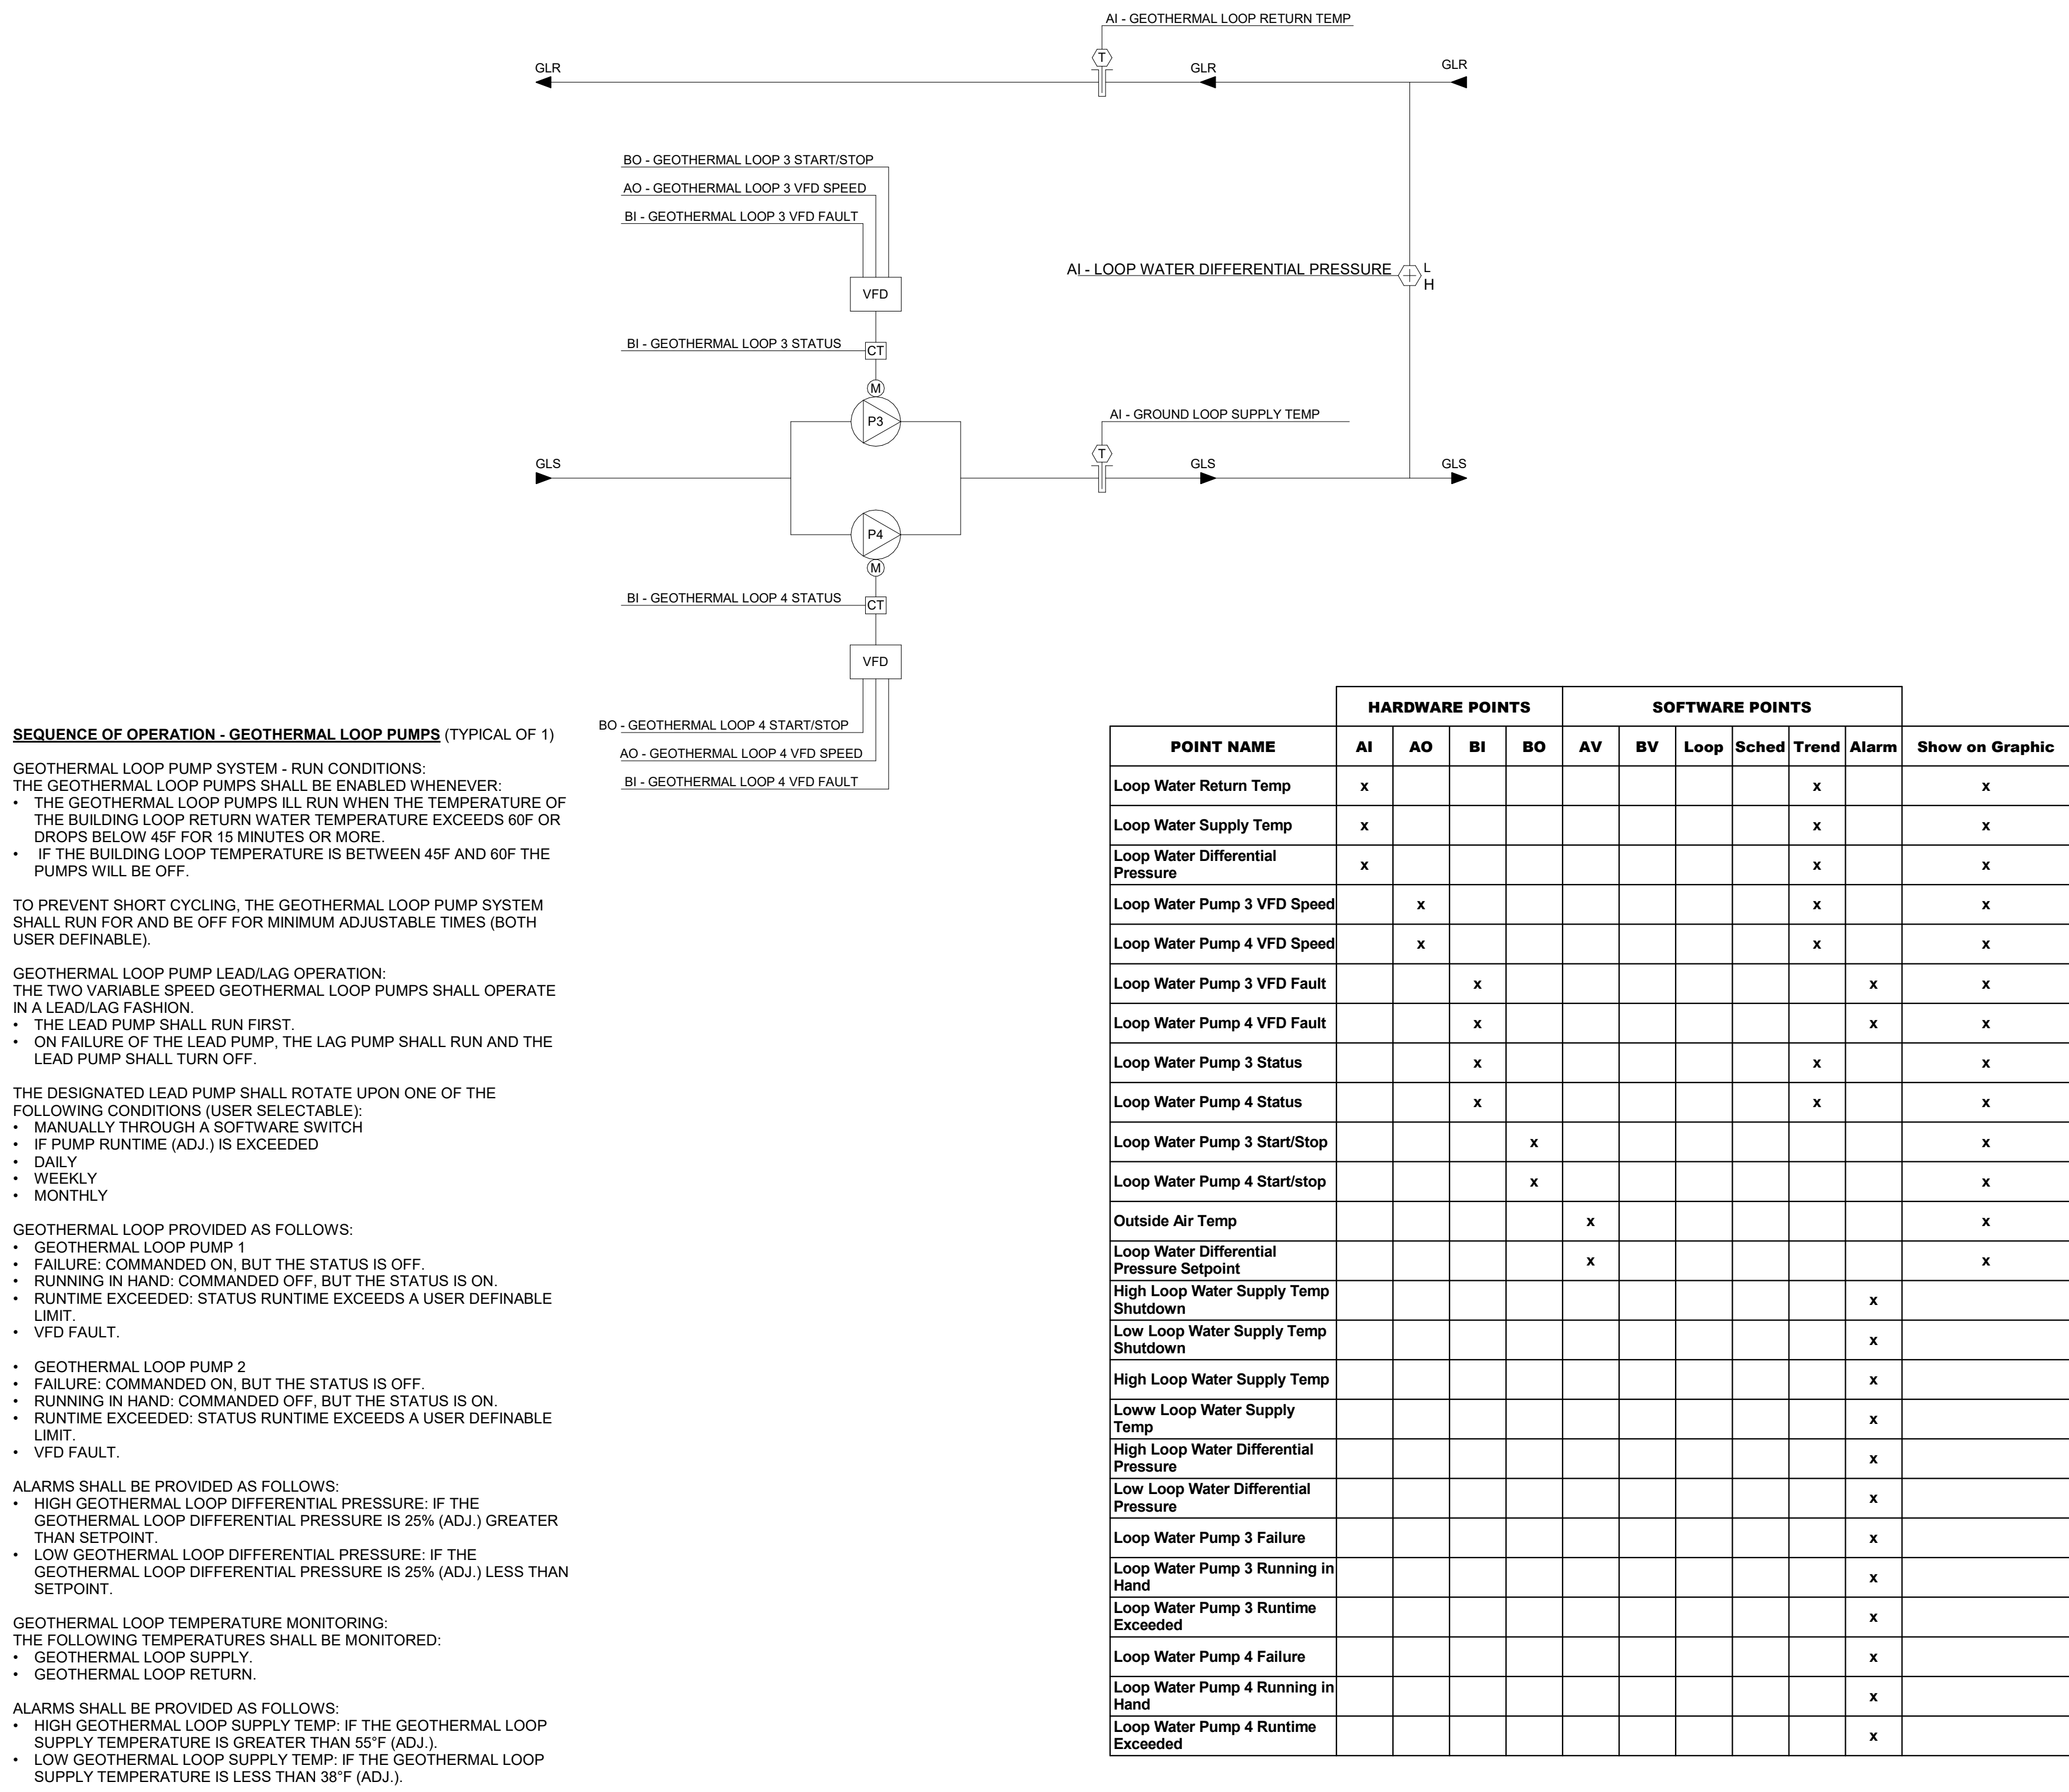 AI - GEOTHERMAL LOOP RETURN TEMP
T
GLR
GLR
GLR
BO - GEOTHERMAL LOOP 3 START/STOP
AO - GEOTHERMAL LOOP 3 VFD SPEED
BI - GEOTHERMAL LOOP 3 VFD FAULT
AI - LOOP WATER DIFFERENTIAL PRESSURE
L
H
VFD
BI - GEOTHERMAL LOOP 3 STATUS
CT
M
P3
AI - GROUND LOOP SUPPLY TEMP
T
GLS
GLS
GLS
P4
M
BI - GEOTHERMAL LOOP 4 STATUS
CT
VFD
BO - GEOTHERMAL LOOP 4 START/STOP
AO - GEOTHERMAL LOOP 4 VFD SPEED
BI - GEOTHERMAL LOOP 4 VFD FAULT
SEQUENCE OF OPERATION - GEOTHERMAL LOOP PUMPS (TYPICAL OF 1)
GEOTHERMAL LOOP PUMP SYSTEM - RUN CONDITIONS:
THE GEOTHERMAL LOOP PUMPS SHALL BE ENABLED WHENEVER:
• THE GEOTHERMAL LOOP PUMPS ILL RUN WHEN THE TEMPERATURE OF
THE BUILDING LOOP RETURN WATER TEMPERATURE EXCEEDS 60F OR
DROPS BELOW 45F FOR 15 MINUTES OR MORE.
• IF THE BUILDING LOOP TEMPERATURE IS BETWEEN 45F AND 60F THE
PUMPS WILL BE OFF.
TO PREVENT SHORT CYCLING, THE GEOTHERMAL LOOP PUMP SYSTEM
SHALL RUN FOR AND BE OFF FOR MINIMUM ADJUSTABLE TIMES (BOTH
USER DEFINABLE).
GEOTHERMAL LOOP PUMP LEAD/LAG OPERATION:
THE TWO VARIABLE SPEED GEOTHERMAL LOOP PUMPS SHALL OPERATE
IN A LEAD/LAG FASHION.
• THE LEAD PUMP SHALL RUN FIRST.
• ON FAILURE OF THE LEAD PUMP, THE LAG PUMP SHALL RUN AND THE
LEAD PUMP SHALL TURN OFF.
THE DESIGNATED LEAD PUMP SHALL ROTATE UPON ONE OF THE
FOLLOWING CONDITIONS (USER SELECTABLE):
• MANUALLY THROUGH A SOFTWARE SWITCH
• IF PUMP RUNTIME (ADJ.) IS EXCEEDED
• DAILY
• WEEKLY
• MONTHLY
GEOTHERMAL LOOP PROVIDED AS FOLLOWS:
• GEOTHERMAL LOOP PUMP 1
• FAILURE: COMMANDED ON, BUT THE STATUS IS OFF.
• RUNNING IN HAND: COMMANDED OFF, BUT THE STATUS IS ON.
• RUNTIME EXCEEDED: STATUS RUNTIME EXCEEDS A USER DEFINABLE
LIMIT.
• VFD FAULT.
• GEOTHERMAL LOOP PUMP 2
• FAILURE: COMMANDED ON, BUT THE STATUS IS OFF.
• RUNNING IN HAND: COMMANDED OFF, BUT THE STATUS IS ON.
• RUNTIME EXCEEDED: STATUS RUNTIME EXCEEDS A USER DEFINABLE
LIMIT.
• VFD FAULT.
ALARMS SHALL BE PROVIDED AS FOLLOWS:
• HIGH GEOTHERMAL LOOP DIFFERENTIAL PRESSURE: IF THE
GEOTHERMAL LOOP DIFFERENTIAL PRESSURE IS 25% (ADJ.) GREATER
THAN SETPOINT.
• LOW GEOTHERMAL LOOP DIFFERENTIAL PRESSURE: IF THE
GEOTHERMAL LOOP DIFFERENTIAL PRESSURE IS 25% (ADJ.) LESS THAN
SETPOINT.
GEOTHERMAL LOOP TEMPERATURE MONITORING:
THE FOLLOWING TEMPERATURES SHALL BE MONITORED:
• GEOTHERMAL LOOP SUPPLY.
• GEOTHERMAL LOOP RETURN.
ALARMS SHALL BE PROVIDED AS FOLLOWS:
• HIGH GEOTHERMAL LOOP SUPPLY TEMP: IF THE GEOTHERMAL LOOP
SUPPLY TEMPERATURE IS GREATER THAN 55°F (ADJ.).
• LOW GEOTHERMAL LOOP SUPPLY TEMP: IF THE GEOTHERMAL LOOP
SUPPLY TEMPERATURE IS LESS THAN 38°F (ADJ.).
HARDWARE POINTS SOFTWARE POINTS
POINT NAME AI AO BI BO AV BV Loop Sched Trend Alarm Show on Graphic
Loop Water Return Temp x x x
Loop Water Supply Temp x x x
Loop Water Differential
Pressure x x x
Loop Water Pump 3 VFD Speed x x x
Loop Water Pump 4 VFD Speed x x x
Loop Water Pump 3 VFD Fault x x x
Loop Water Pump 4 VFD Fault x x x
Loop Water Pump 3 Status x x x
Loop Water Pump 4 Status x x x
Loop Water Pump 3 Start/Stop x x
Loop Water Pump 4 Start/stop x x
Outside Air Temp x x
Loop Water Differential
Pressure Setpoint x x
High Loop Water Supply Temp
Shutdown x
Low Loop Water Supply Temp
Shutdown x
High Loop Water Supply Temp x
Loww Loop Water Supply
Temp x
High Loop Water Differential
Pressure x
Low Loop Water Differential
Pressure x
Loop Water Pump 3 Failure x
Loop Water Pump 3 Running in
Hand x
Loop Water Pump 3 Runtime
Exceeded x
Loop Water Pump 4 Failure x
Loop Water Pump 4 Running in
Hand x
Loop Water Pump 4 Runtime
Exceeded x